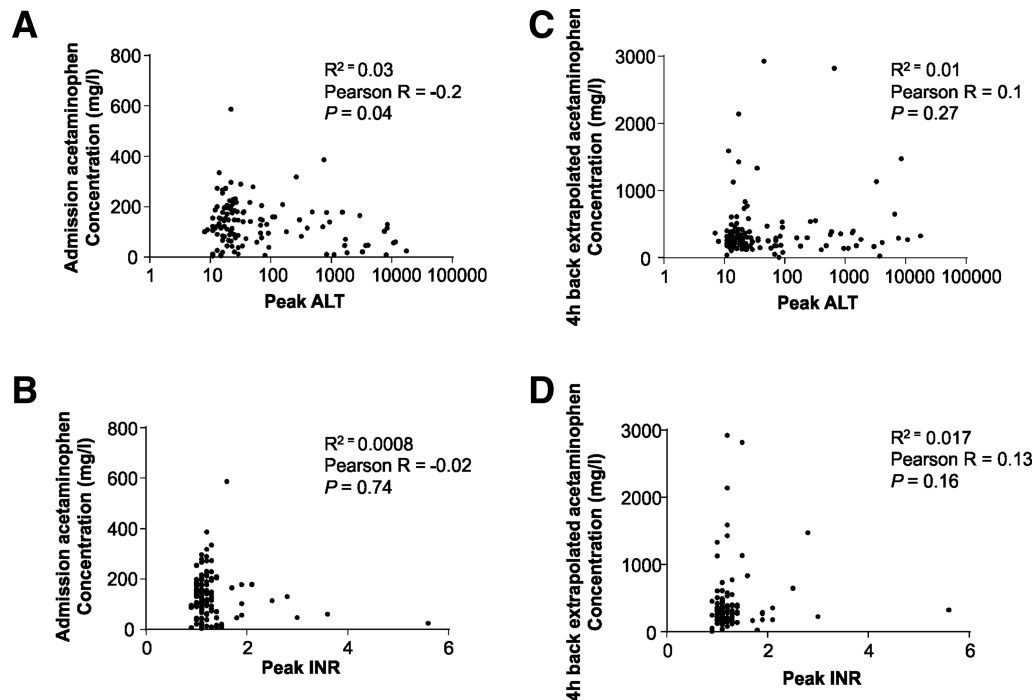 A
Admission acetaminophen
Concentration (mg/l)
800
600
400
200
0
R² = 0.03
Pearson R = -0.2
P = 0.04
1 10 100 1000 10000 100000
Peak ALT
C
4h back extrapolated acetaminophen
Concentration (mg/l)
3000
2000
1000
0
R² = 0.01
Pearson R = 0.1
P = 0.27
1 10 100 1000 10000 100000
Peak ALT
B
Admission acetaminophen
Concentration (mg/l)
800
600
400
200
0
R² = 0.0008
Pearson R = -0.02
P = 0.74
0 2 4 6
Peak INR
D
4h back extrapolated acetaminophen
Concentration (mg/l)
3000
2000
1000
0
R² = 0.017
Pearson R = 0.13
P = 0.16
0 2 4 6
Peak INR